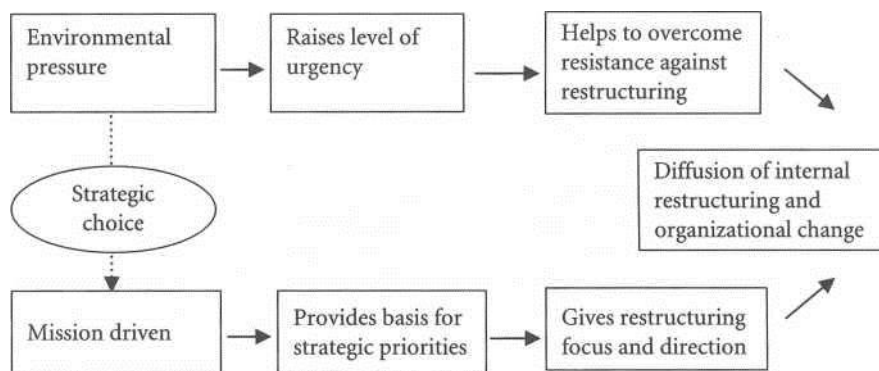 Environmental
pressure
Raises level of
urgency
Helps to overcome
resistance against
restructuring
Strategic
choice
Diffusion of internal
restructuring and
organizational change
Mission driven
Provides basis for
strategic priorities
Gives restructuring
focus and direction